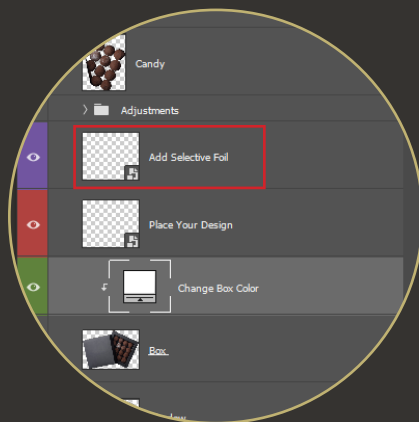 Candy
Adjustments
Add Selective Foil
Place Your Design
Change Box Color
Box